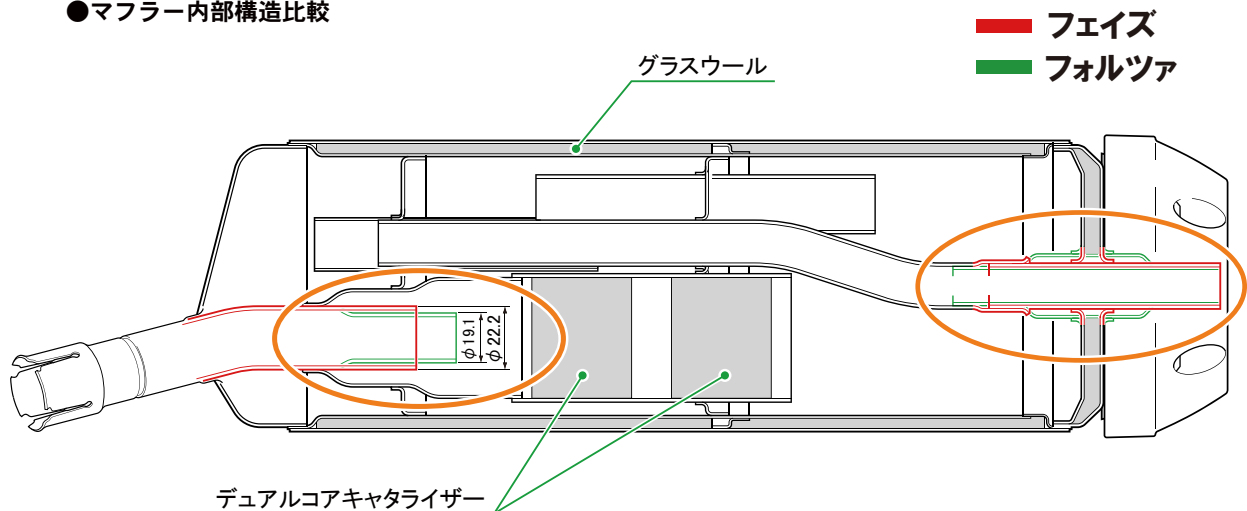 ●マフラー内部構造比較
フェイズ
フォルツァ
グラスウール
φ19.1
φ22.2
デュアルコアキャタライザー